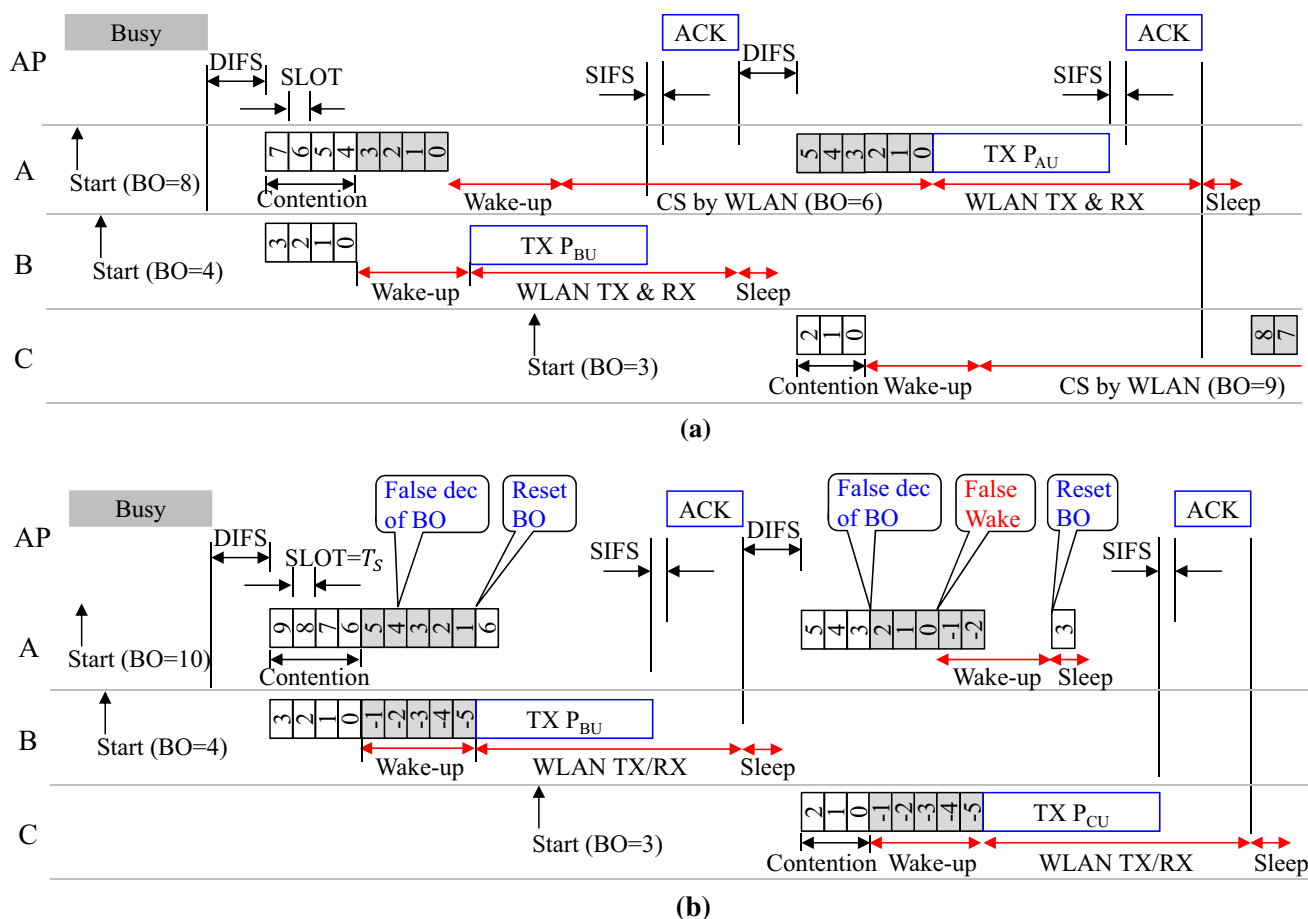 Busy
ACK
ACK
AP
DIFS
DIFS
SLOT
SIFS
SIFS
A
7 6 5 4 3 2 1 0
5 4 3 2 1 0
TX P_AU
Start (BO=8)
Contention
Wake-up
CS by WLAN (BO=6)
WLAN TX & RX
Sleep
B
3 2 1 0
TX P_BU
Start (BO=4)
Wake-up
WLAN TX & RX
Sleep
C
2 1 0
8 7
Start (BO=3)
Contention
Wake-up
CS by WLAN (BO=9)
(a)
Busy
False dec
of BO
Reset
BO
ACK
False dec
of BO
False
Wake
Reset
BO
ACK
AP
DIFS
DIFS
SLOT=T_S
SIFS
SIFS
A
9 8 7 6 5 4 3 2 1 6
5 4 3 2 1 0 -1 -2
3
Start (BO=10)
Contention
Wake-up
Sleep
B
3 2 1 0 -1 -2 -3 -4 -5
TX P_BU
Start (BO=4)
Wake-up
WLAN TX/RX
Sleep
C
2 1 0 -1 -2 -3 -4 -5
TX P_CU
Start (BO=3)
Contention
Wake-up
WLAN TX/RX
Sleep
(b)